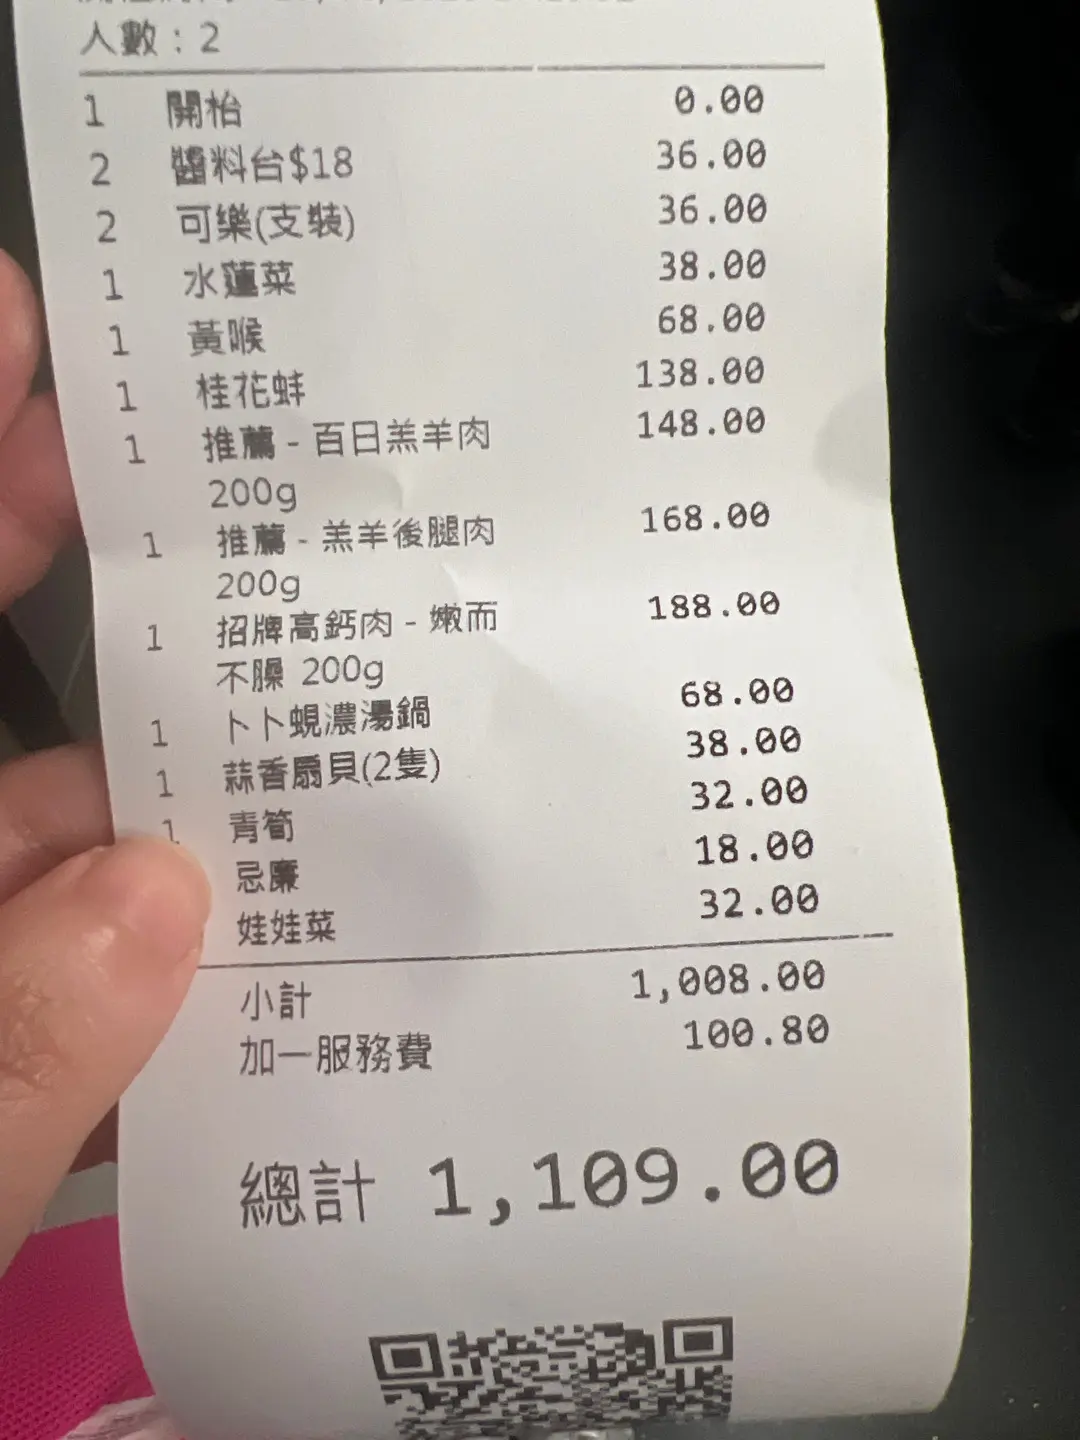 人數：2
1 開枱 0.00
2 醬料台$18 36.00
2 可樂(支裝) 36.00
1 水蓮菜 38.00
1 黃喉 68.00
1 桂花蚌 138.00
1 推薦 - 百日羔羊肉 148.00
200g
1 推薦 - 羔羊後腿肉 168.00
200g
1 招牌高鈣肉 - 嫩而 188.00
不臊 200g
1 卜卜蜆濃湯鍋 68.00
1 蒜香扇貝(2隻) 38.00
1 青筍 32.00
忌廉 18.00
娃娃菜 32.00
小計 1,008.00
加一服務費 100.80
總計 1,109.00